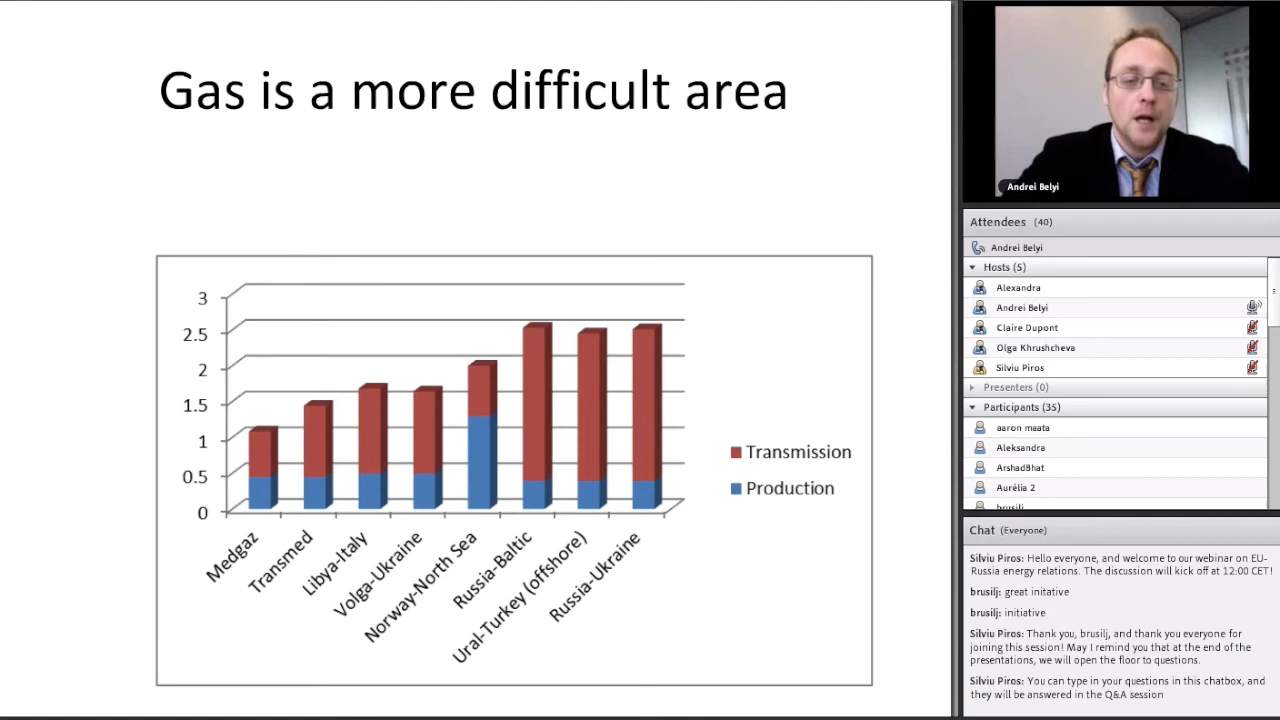 Gas is a more difficult area
3
2.5
2
1.5
1
0.5
0
Medgaz
Transmed
Libya-Italy
Volga-Ukraine
Norway-North Sea
Russia-Baltic
Ural-Turkey (offshore)
Russia-Ukraine
Transmission
Production
Andrei Belyi
Attendees (40)
Andrei Belyi
Hosts (5)
Alexandra
Andrei Belyi
Claire Dupont
Olga Khrushcheva
Silviu Piros
Presenters (0)
Participants (35)
aaron maata
Aleksandra
ArshadBhat
Aurélia 2
brusilj
Chat (Everyone)
Silviu Piros: Hello everyone, and welcome to our webinar on EU-
Russia energy relations. The discussion will kick off at 12:00 CET!
brusilj: great initative
brusilj: initiative
Silviu Piros: Thank you, brusilj, and thank you everyone for
joining this session! May I remind you that at the end of the
presentations, we will open the floor to questions.
Silviu Piros: You can type in your questions in this chatbox, and
they will be answered in the Q&A session